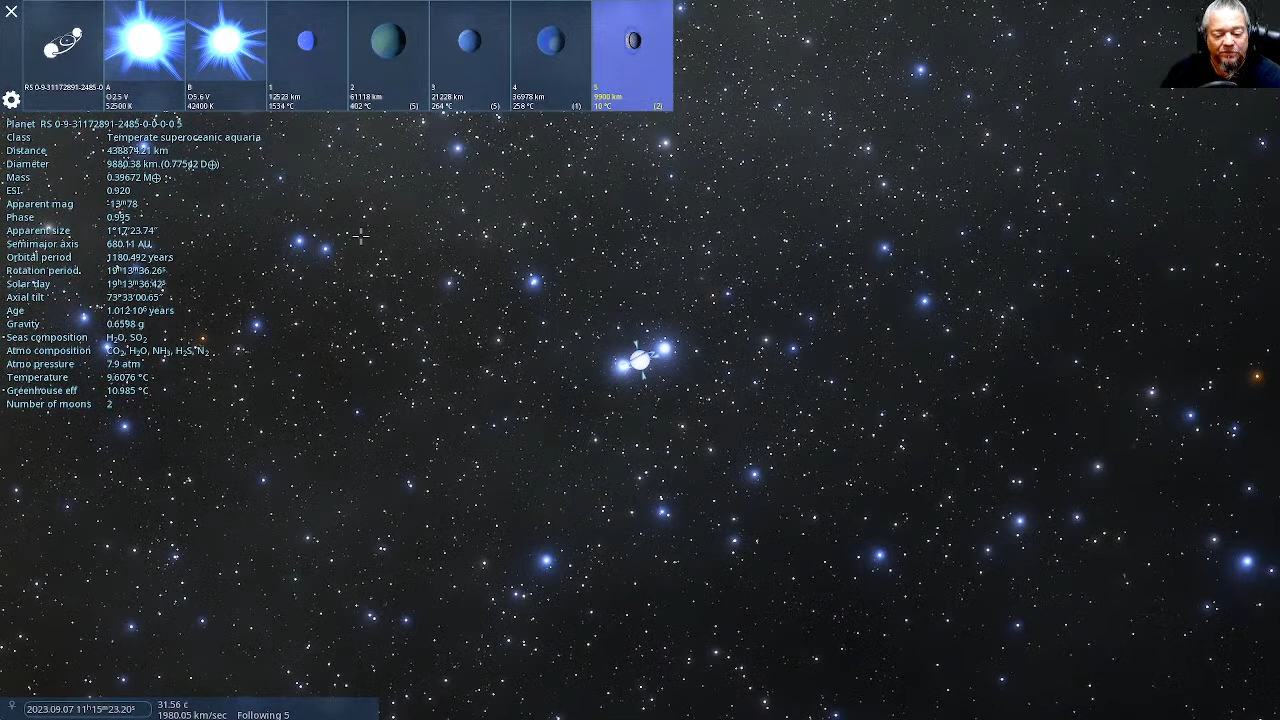 RS 0-9-31172891-2485-0
A
O2.5 V
52500 K
B
O5.6 V
42400 K
1
12523 km
1534 °C
2
61118 km
402 °C (5)
3
21228 km
264 °C (5)
4
36978 km
258 °C (1)
5
9900 km
10 °C (2)
Planet RS 0-9-31172891-2485-0-0-0 5
Class Temperate superoceanic aquaria
Distance 438874.21 km
Diameter 9880.38 km (0.77542 D⊕)
Mass 0.39672 M⊕
ESI 0.920
Apparent mag -13ᵐ78
Phase 0.995
Apparent size 1°17'23.74"
Semimajor axis 680.11 AU
Orbital period 1180.492 years
Rotation period 19ʰ13ᵐ36.26ˢ
Solar day 19ʰ13ᵐ36.42ˢ
Axial tilt 73°33'00.65"
Age 1.012·10⁶ years
Gravity 0.6598 g
Seas composition H₂O, SO₂
Atmo composition CO₂, H₂O, NH₃, H₂S, N₂
Atmo pressure 7.9 atm
Temperature 9.6076 °C
Greenhouse eff 10.985 °C
Number of moons 2
2023.09.07 11ʰ15ᵐ23.20ˢ
31.56 c
1980.05 km/sec Following 5